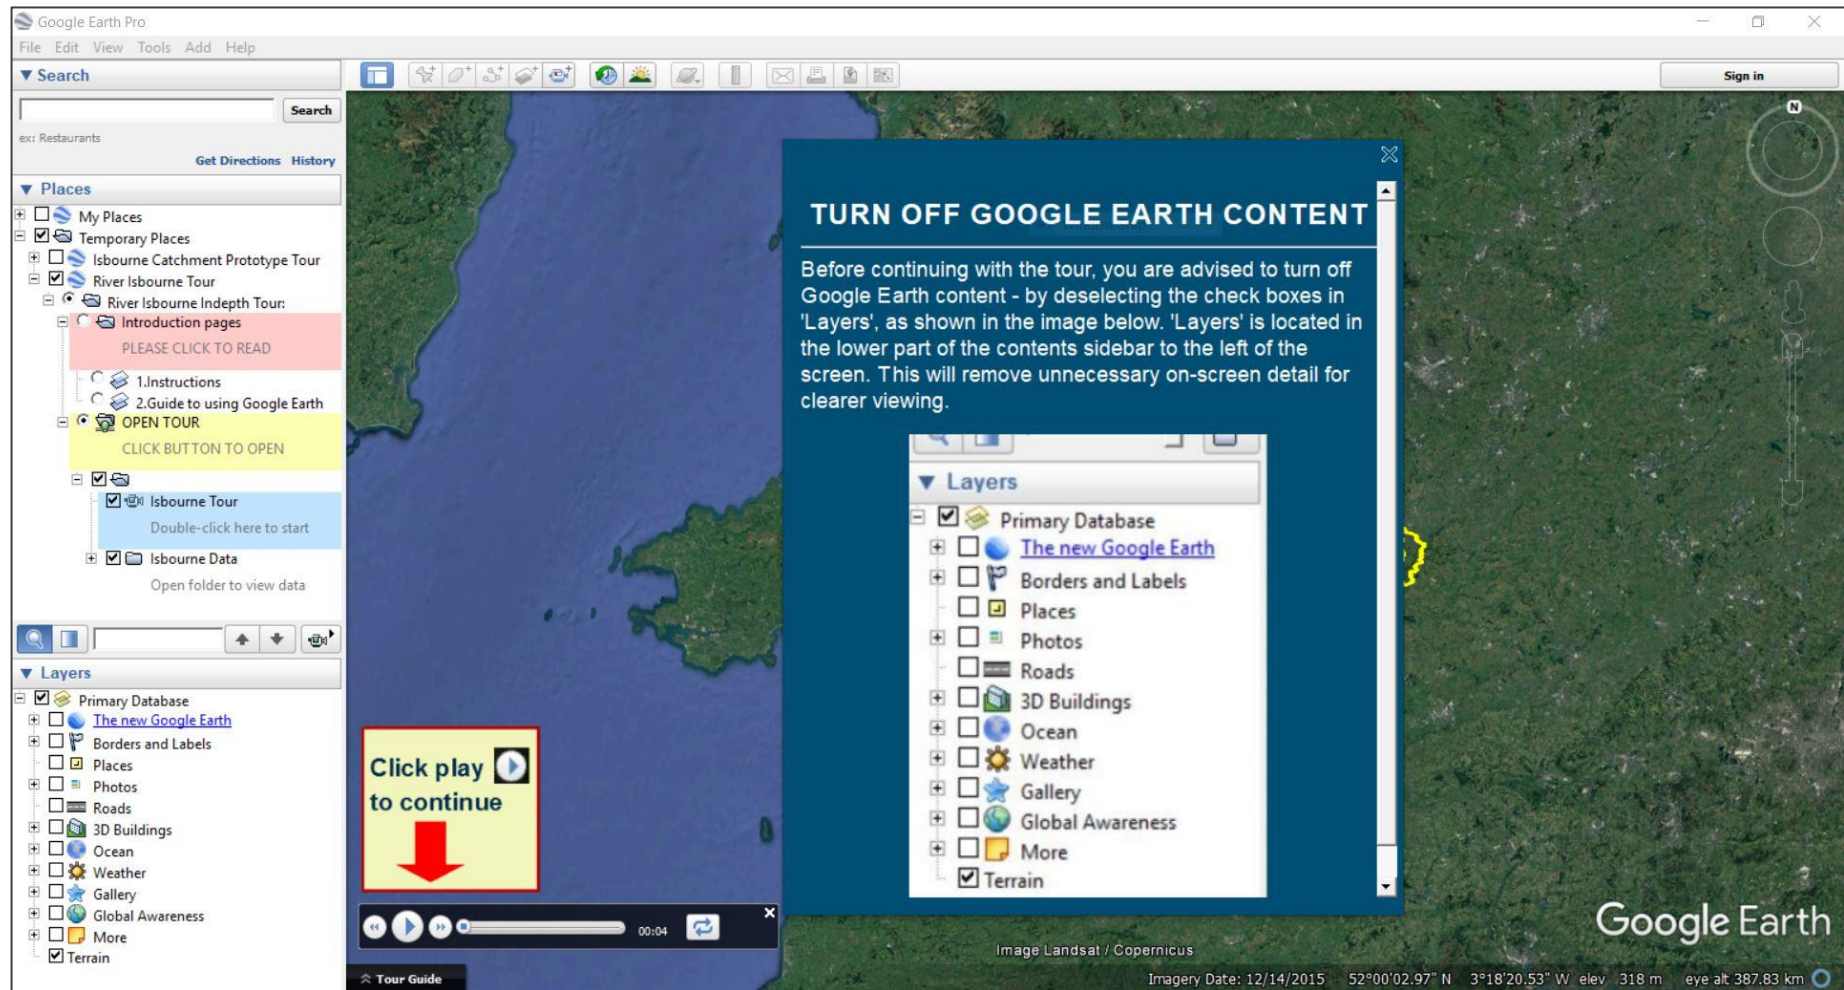 Google Earth Pro
File Edit View Tools Add Help
Search
Search
ex: Restaurants
Get Directions History
Places
My Places
Temporary Places
Isbourne Catchment Prototype Tour
River Isbourne Tour
River Isbourne Indepth Tour:
Introduction pages
PLEASE CLICK TO READ
1.Instructions
2.Guide to using Google Earth
OPEN TOUR
CLICK BUTTON TO OPEN
Isbourne Tour
Double-click here to start
Isbourne Data
Open folder to view data
Layers
Primary Database
The new Google Earth
Borders and Labels
Places
Photos
Roads
3D Buildings
Ocean
Weather
Gallery
Global Awareness
More
Terrain
Sign in
N
TURN OFF GOOGLE EARTH CONTENT
Before continuing with the tour, you are advised to turn off
Google Earth content - by deselecting the check boxes in
'Layers', as shown in the image below. 'Layers' is located in
the lower part of the contents sidebar to the left of the
screen. This will remove unnecessary on-screen detail for
clearer viewing.
Layers
Primary Database
The new Google Earth
Borders and Labels
Places
Photos
Roads
3D Buildings
Ocean
Weather
Gallery
Global Awareness
More
Terrain
Click play
to continue
00:04
Tour Guide
Google Earth
Image Landsat / Copernicus
Imagery Date: 12/14/2015 52°00'02.97" N 3°18'20.53" W elev 318 m eye alt 387.83 km